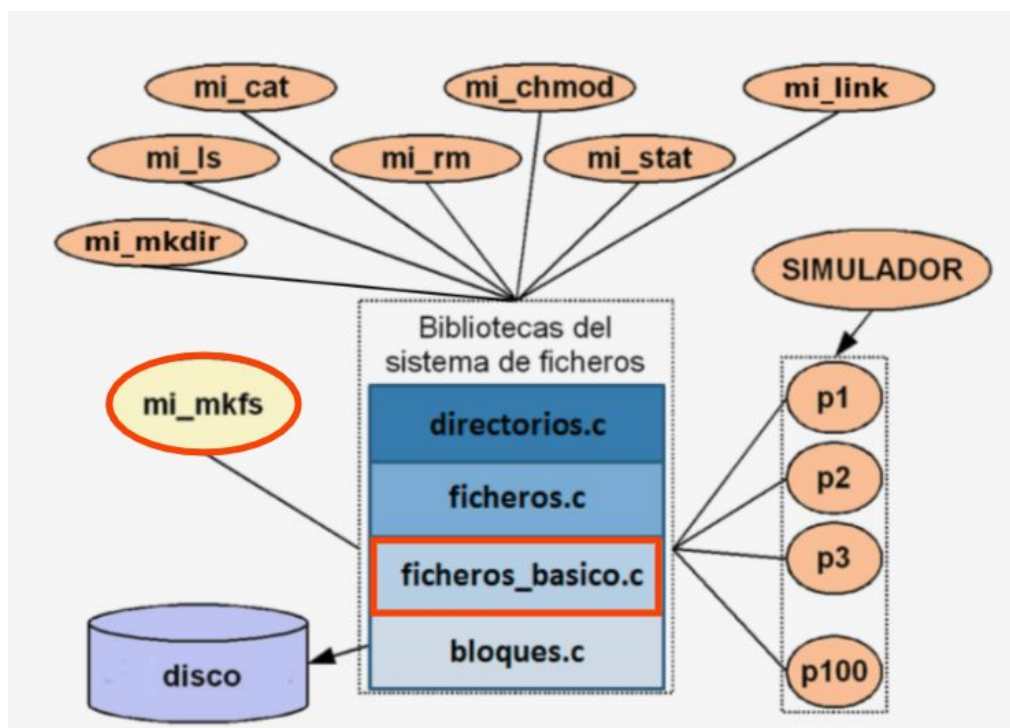 mi_cat
mi_chmod
mi_link
mi_ls
mi_rm
mi_stat
mi_mkdir
SIMULADOR
Bibliotecas del
sistema de ficheros
mi_mkfs
directorios.c
ficheros.c
ficheros_basico.c
bloques.c
disco
p1
p2
p3
p100